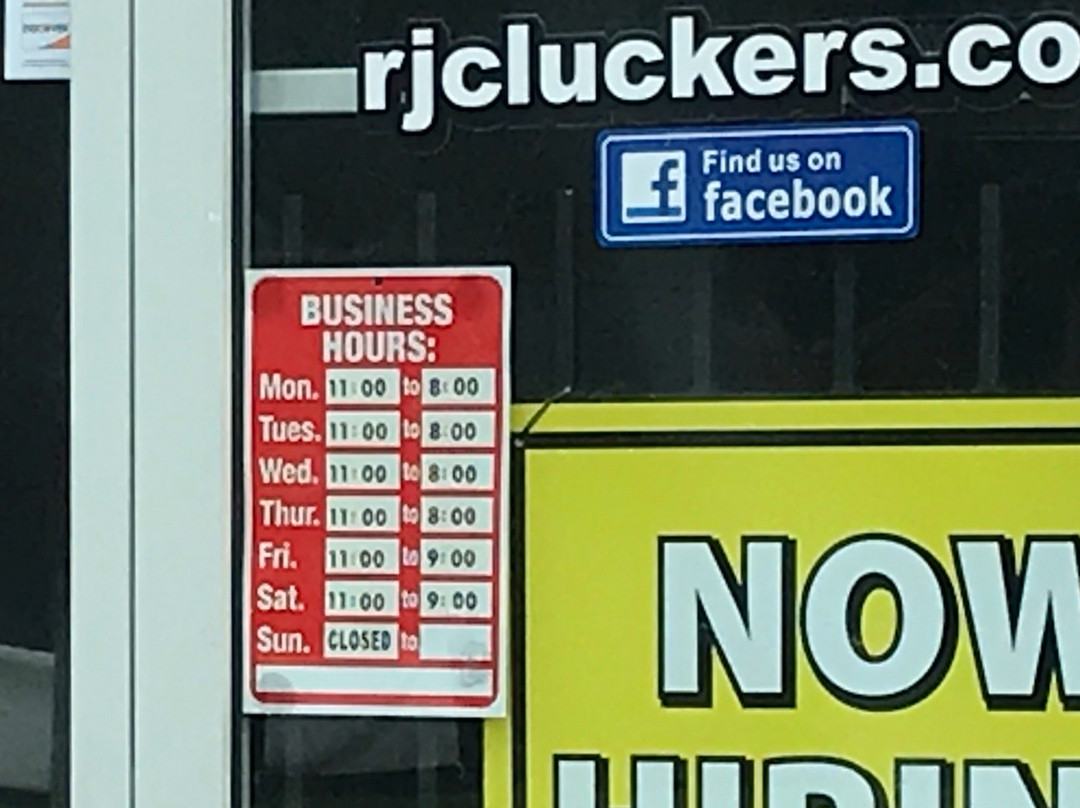 rjcluckers.co
Find us on
facebook
BUSINESS
HOURS:
Mon. 11:00 to 8:00
Tues. 11:00 to 8:00
Wed. 11:00 to 8:00
Thur. 11:00 to 8:00
Fri. 11:00 to 9:00
Sat. 11:00 to 9:00
Sun. CLOSED to
NOW
HIRIN